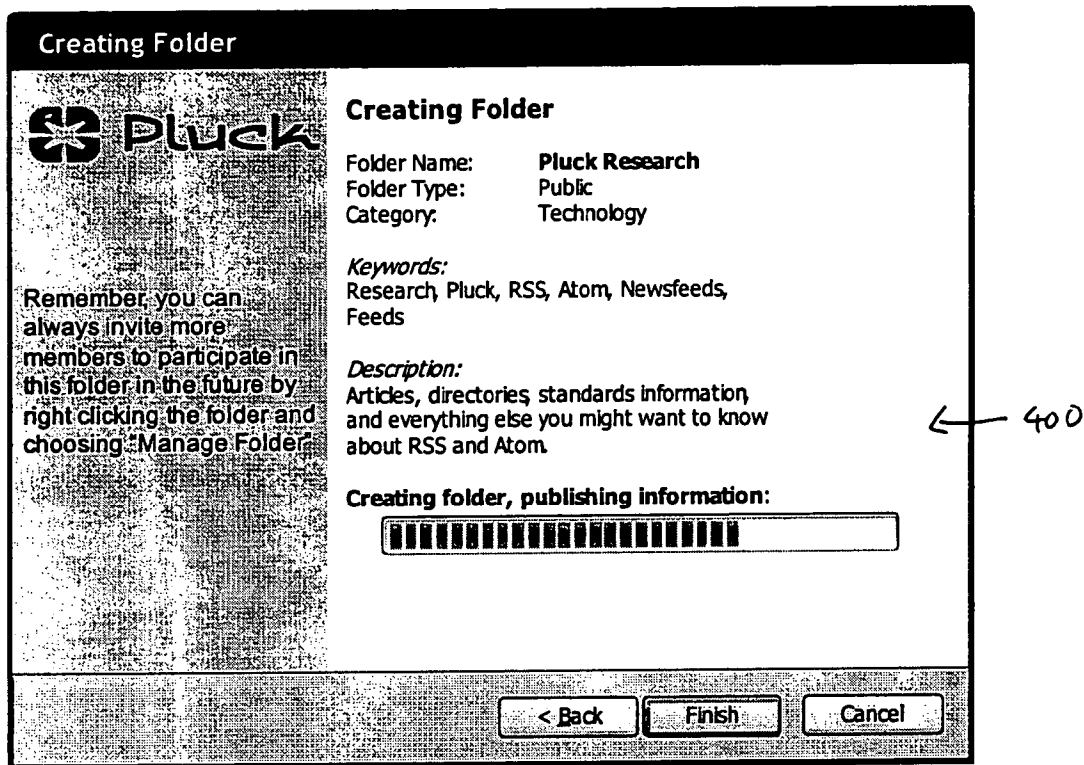 Creating Folder
Pluck
Remember, you can
always invite more
members to participate in
this folder in the future by
right clicking the folder and
choosing "Manage Folder"
Creating Folder
Folder Name: Pluck Research
Folder Type: Public
Category: Technology
Keywords:
Research, Pluck, RSS, Atom, Newsfeeds,
Feeds
Description:
Articles, directories, standards information,
and everything else you might want to know
about RSS and Atom.
Creating folder, publishing information:
400
< Back Finish Cancel